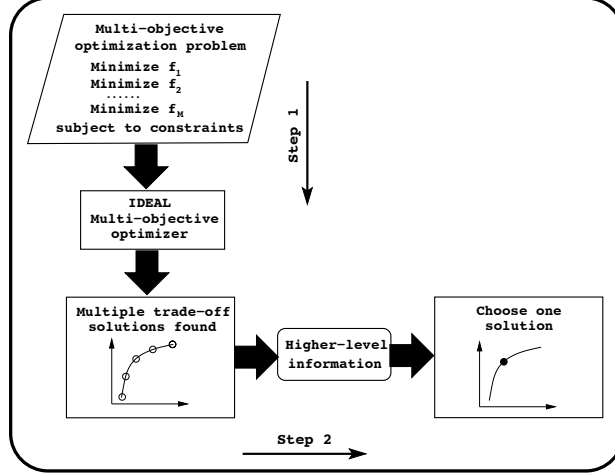 Multi-objective
optimization problem
Minimize f₁
Minimize f₂
......
Minimize f_M
subject to constraints
Step 1
IDEAL
Multi-objective
optimizer
Multiple trade-off
solutions found
Higher-level
information
Choose one
solution
Step 2